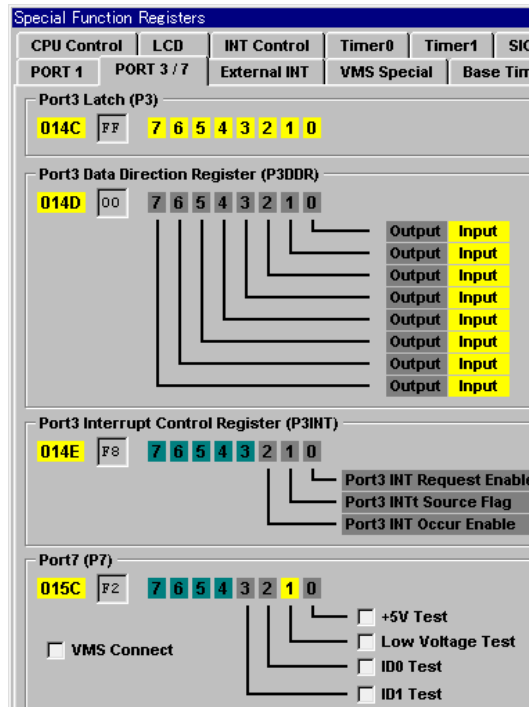 Special Function Registers
CPU Control LCD INT Control Timer0 Timer1
PORT 1 PORT 3 / 7 External INT VMS Special Base
Port3 Latch (P3)
014C FF 7 6 5 4 3 2 1 0
Port3 Data Direction Register (P3DDR)
014D 00 7 6 5 4 3 2 1 0
Output Input
Output Input
Output Input
Output Input
Output Input
Output Input
Output Input
Output Input
Port3 Interrupt Control Register (P3INT)
014E F8 7 6 5 4 3 2 1 0
Port3 INT Request Enable
Port3 INTt Source Flag
Port3 INT Occur Enable
Port7 (P7)
015C F2 7 6 5 4 3 2 1 0
+5V Test
Low Voltage Test
VMS Connect
ID0 Test
ID1 Test